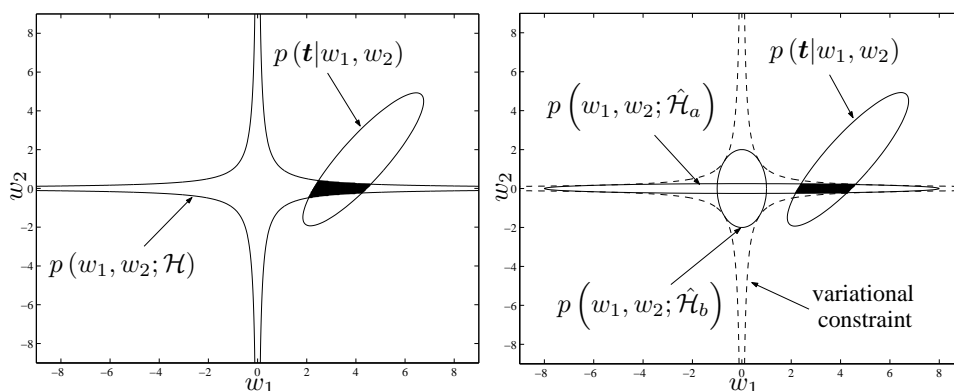 8
6
4
2
0
−2
−4
−6
−8
w₂
−8 −6 −4 −2 0 2 4 6 8
w₁
p (t|w₁, w₂)
p (w₁, w₂; ℋ)
8
6
4
2
0
−2
−4
−6
−8
w₂
−8 −6 −4 −2 0 2 4 6 8
w₁
p (t|w₁, w₂)
p (w₁, w₂; ℋ̂ₐ)
p (w₁, w₂; ℋ̂_b)
variational
constraint